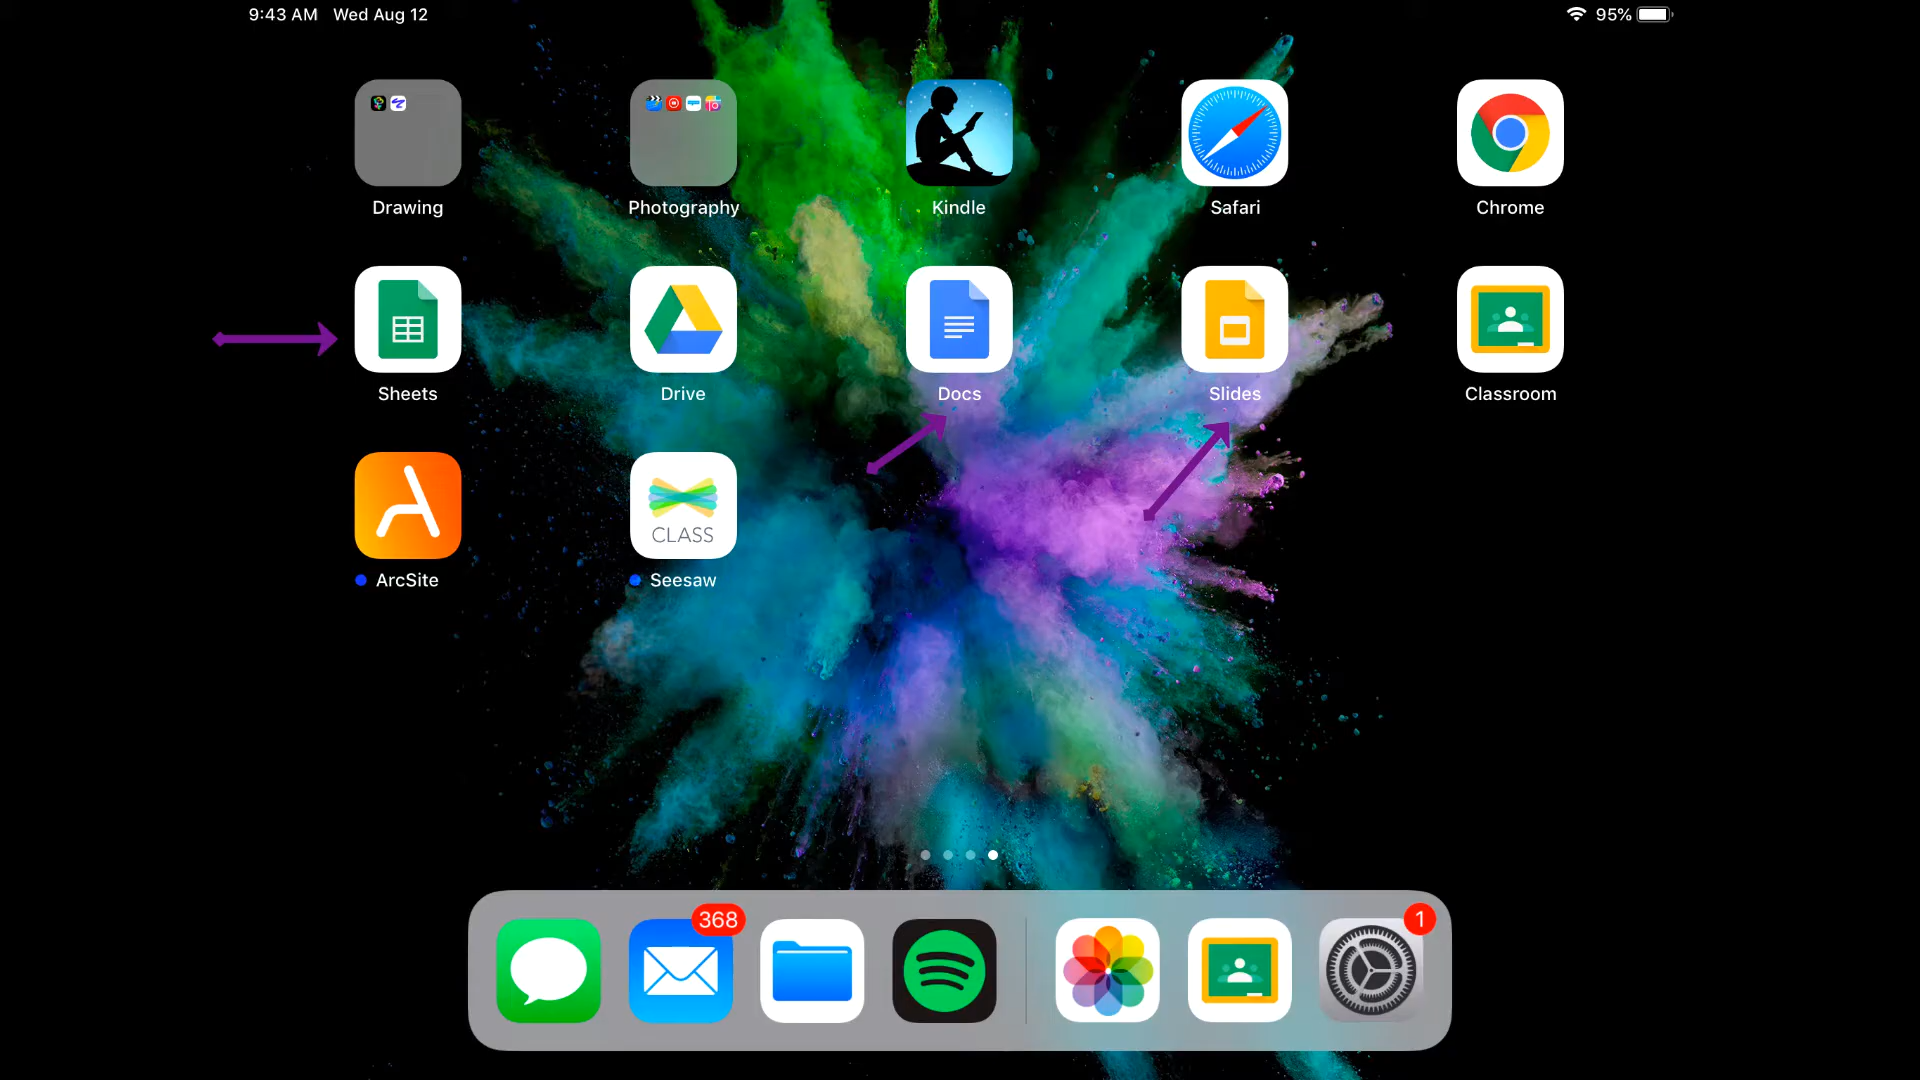 9:43 AM Wed Aug 12 95%
Drawing Photography Kindle Safari Chrome
Sheets Drive Docs Slides Classroom
CLASS
ArcSite Seesaw
368 1